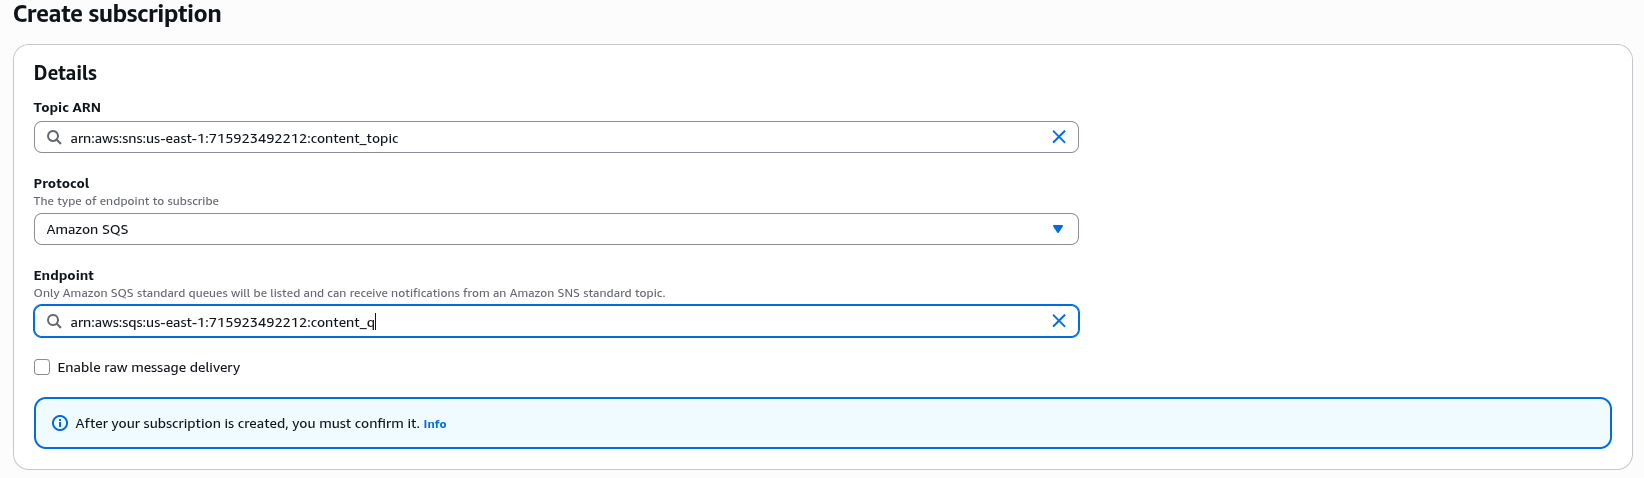 Create subscription
Details
Topic ARN
arn:aws:sns:us-east-1:715923492212:content_topic
Protocol
The type of endpoint to subscribe
Amazon SQS
Endpoint
Only Amazon SQS standard queues will be listed and can receive notifications from an Amazon SNS standard topic.
arn:aws:sqs:us-east-1:715923492212:content_q
Enable raw message delivery
After your subscription is created, you must confirm it. Info